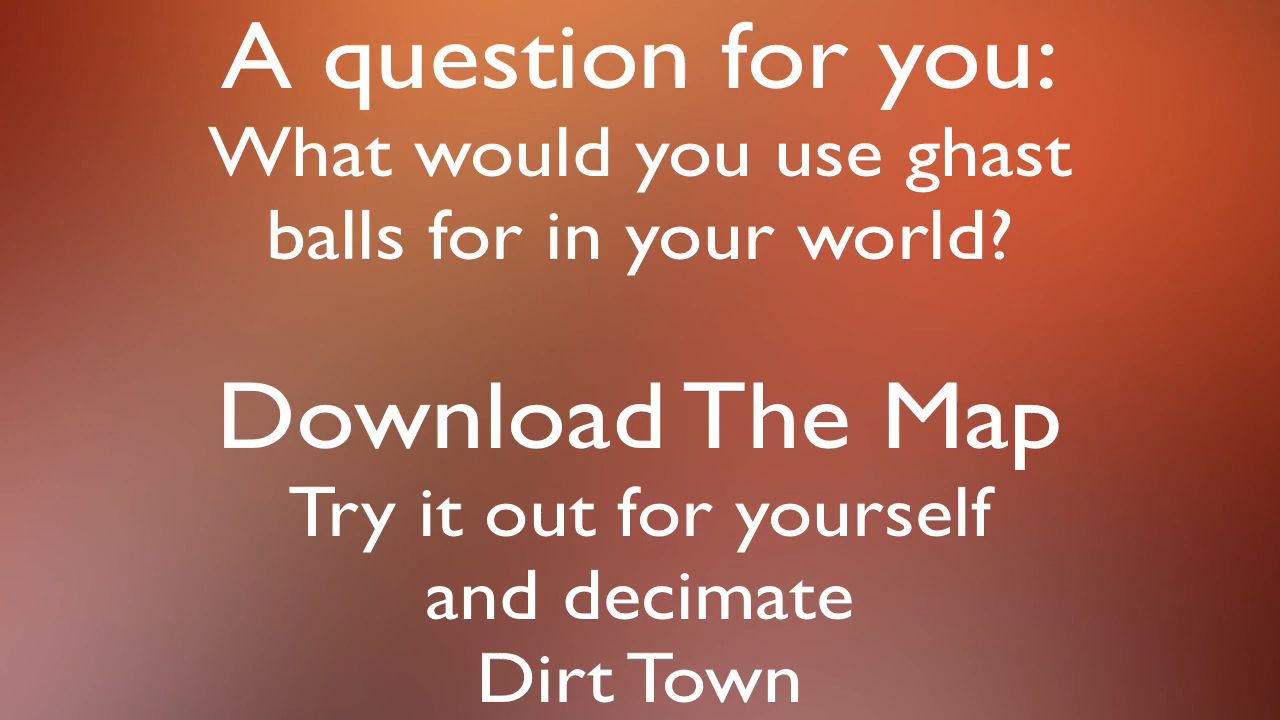 A question for you:
What would you use ghast
balls for in your world?
Download The Map
Try it out for yourself
and decimate
Dirt Town